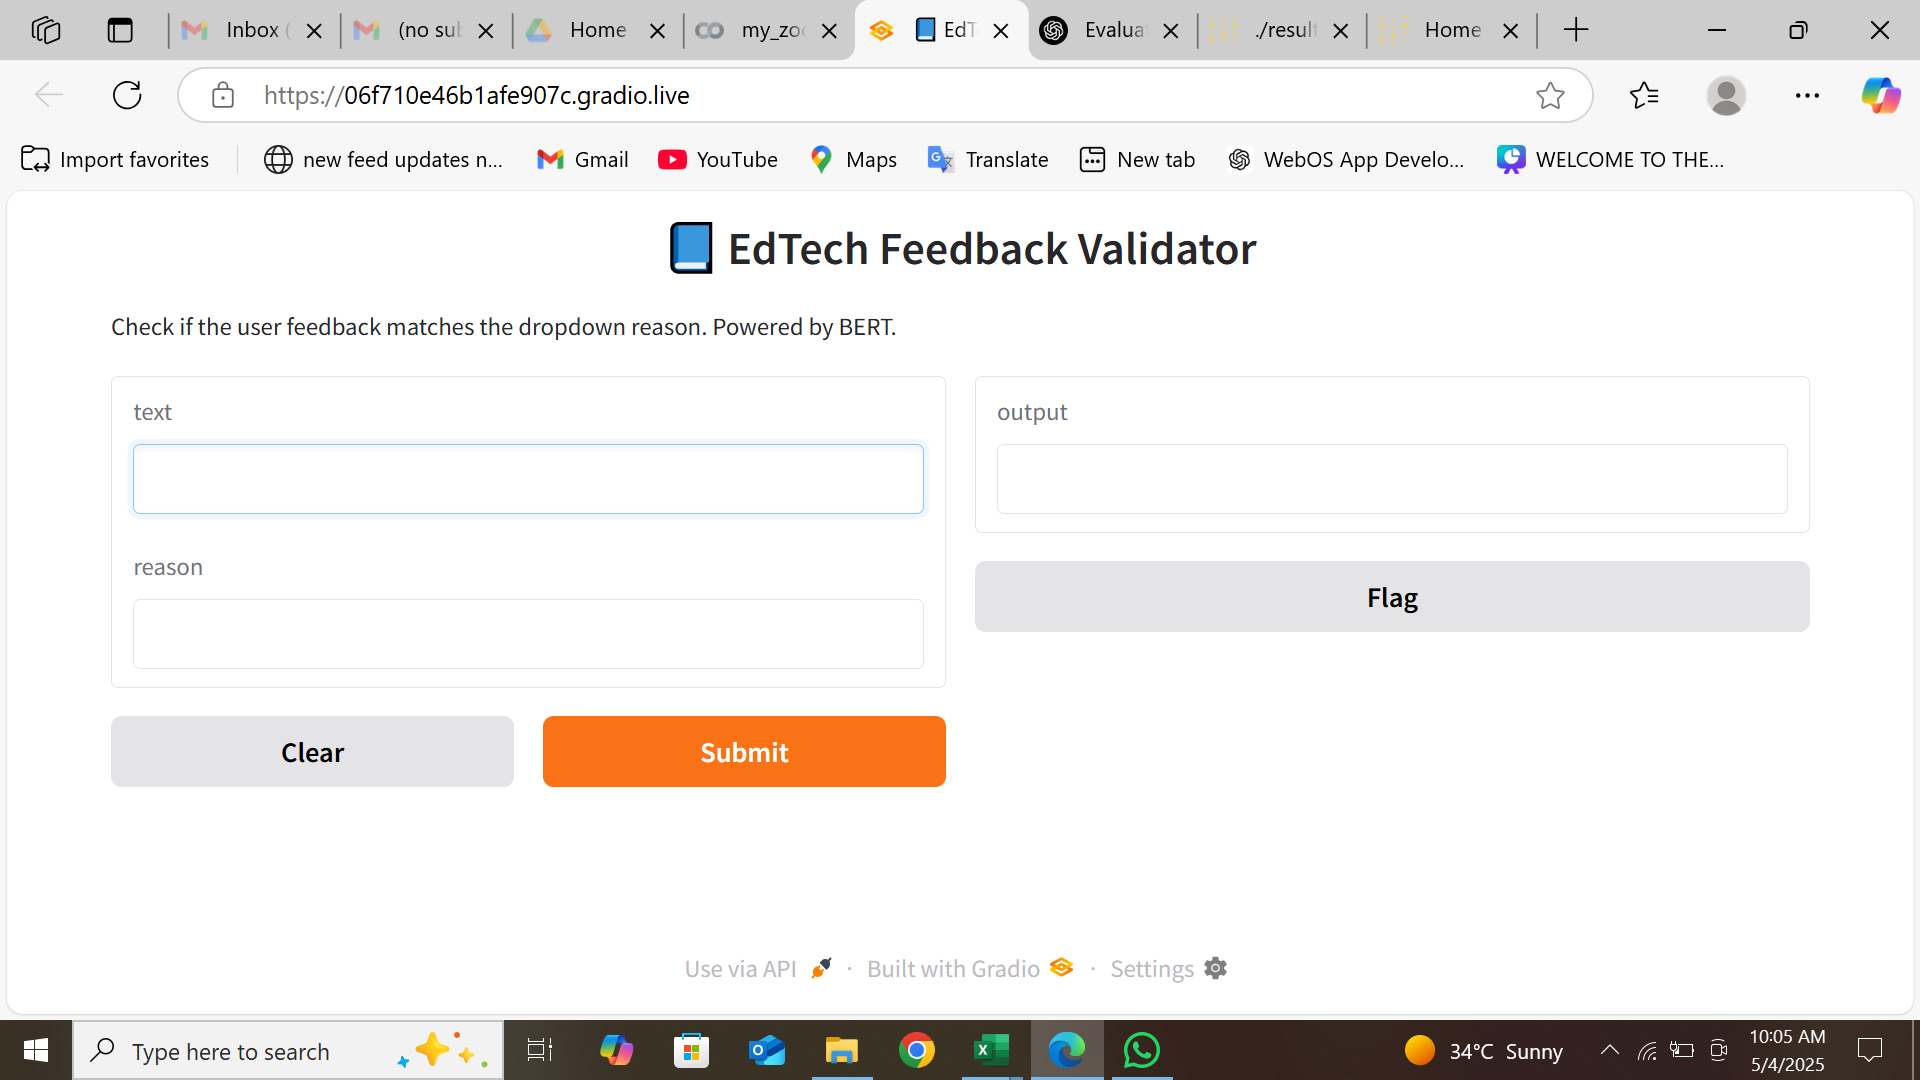 Inbox (
(no sub
Home
my_zoo
EdT
Evaluat
./result
Home
https://06f710e46b1afe907c.gradio.live
Import favorites
new feed updates n...
Gmail
YouTube
Maps
Translate
New tab
WebOS App Develo...
WELCOME TO THE...
EdTech Feedback Validator
Check if the user feedback matches the dropdown reason. Powered by BERT.
text
output
reason
Flag
Clear
Submit
Use via API · Built with Gradio · Settings
Type here to search
34°C Sunny
10:05 AM
5/4/2025